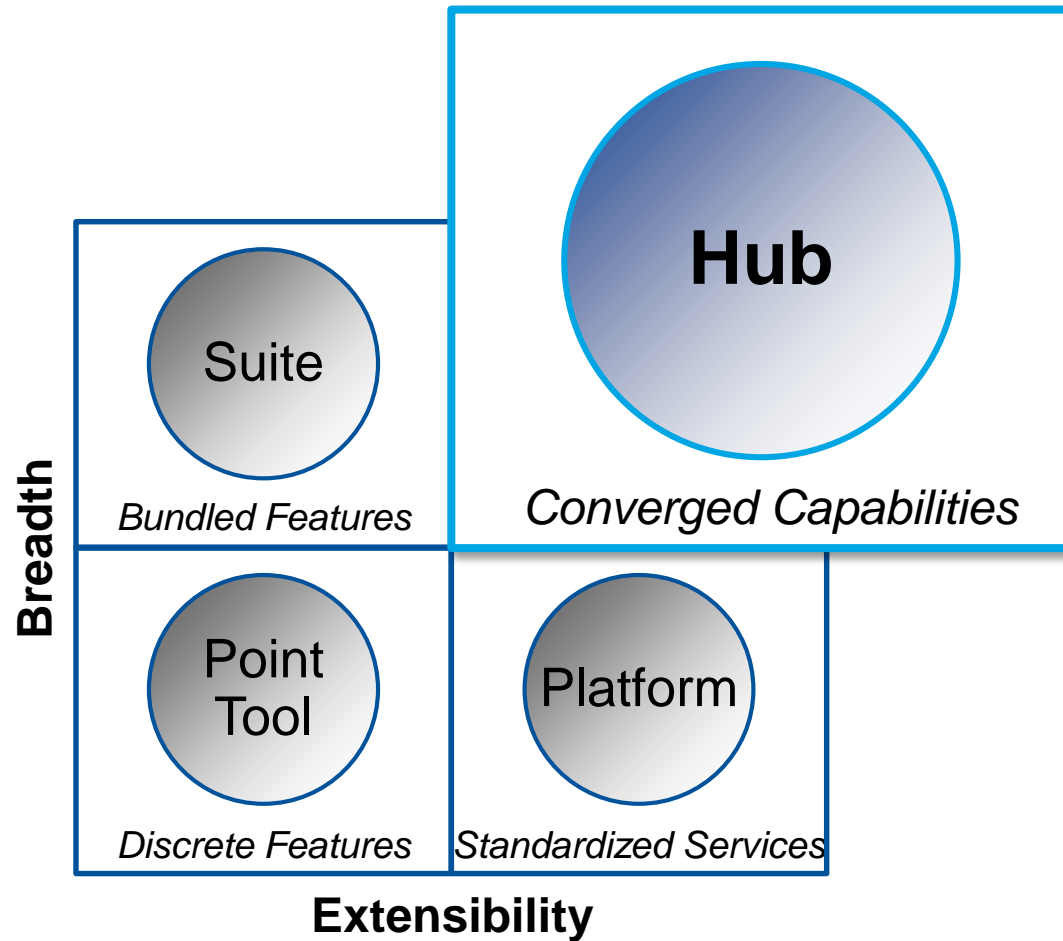 Hub
Converged Capabilities
Suite
Bundled Features
Breadth
Point
Tool
Discrete Features
Platform
Standardized Services
Extensibility